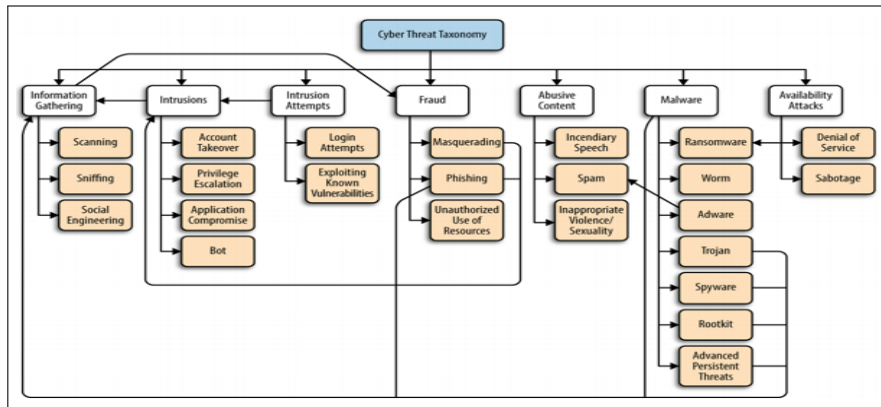 Cyber Threat Taxonomy
Information
Gathering
Intrusions
Intrusion
Attempts
Fraud
Abusive
Content
Malware
Availability
Attacks
Scanning
Sniffing
Social
Engineering
Account
Takeover
Privilege
Escalation
Application
Compromise
Bot
Login
Attempts
Exploiting
Known
Vulnerabilities
Masquerading
Phishing
Unauthorized
Use of
Resources
Incendiary
Speech
Spam
Inappropriate
Violence/
Sexuality
Ransomware
Worm
Adware
Trojan
Spyware
Rootkit
Advanced
Persistent
Threats
Denial of
Service
Sabotage